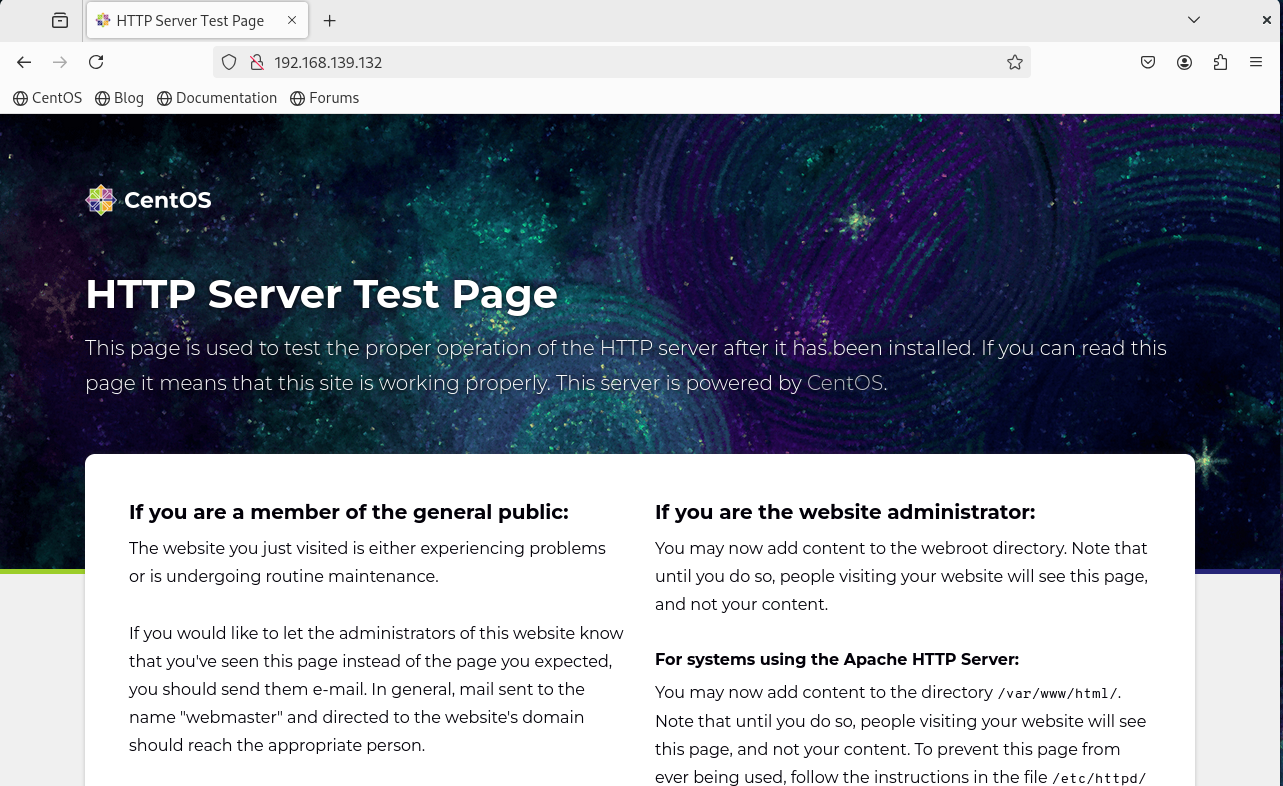 HTTP Server Test Page
192.168.139.132
CentOS Blog Documentation Forums
CentOS
HTTP Server Test Page
This page is used to test the proper operation of the HTTP server after it has been installed. If you can read this
page it means that this site is working properly. This server is powered by CentOS.
If you are a member of the general public:
The website you just visited is either experiencing problems
or is undergoing routine maintenance.
If you would like to let the administrators of this website know
that you've seen this page instead of the page you expected,
you should send them e-mail. In general, mail sent to the
name "webmaster" and directed to the website's domain
should reach the appropriate person.
If you are the website administrator:
You may now add content to the webroot directory. Note that
until you do so, people visiting your website will see this page,
and not your content.
For systems using the Apache HTTP Server:
You may now add content to the directory /var/www/html/.
Note that until you do so, people visiting your website will see
this page, and not your content. To prevent this page from
ever being used, follow the instructions in the file /etc/httpd/